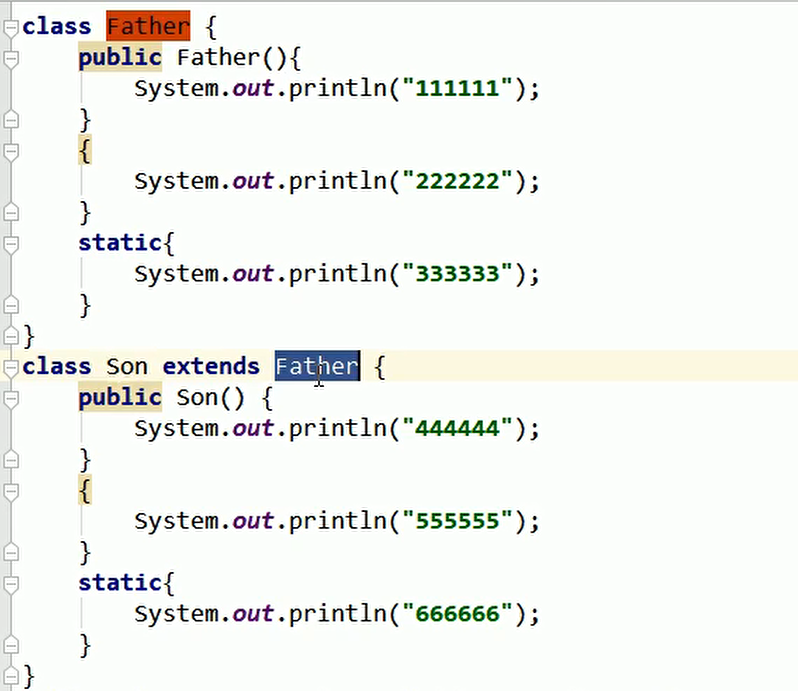 class Father {
public Father(){
System.out.println("111111");
}
{
System.out.println("222222");
}
static{
System.out.println("333333");
}
}
class Son extends Father {
public Son() {
System.out.println("444444");
}
{
System.out.println("555555");
}
static{
System.out.println("666666");
}
}